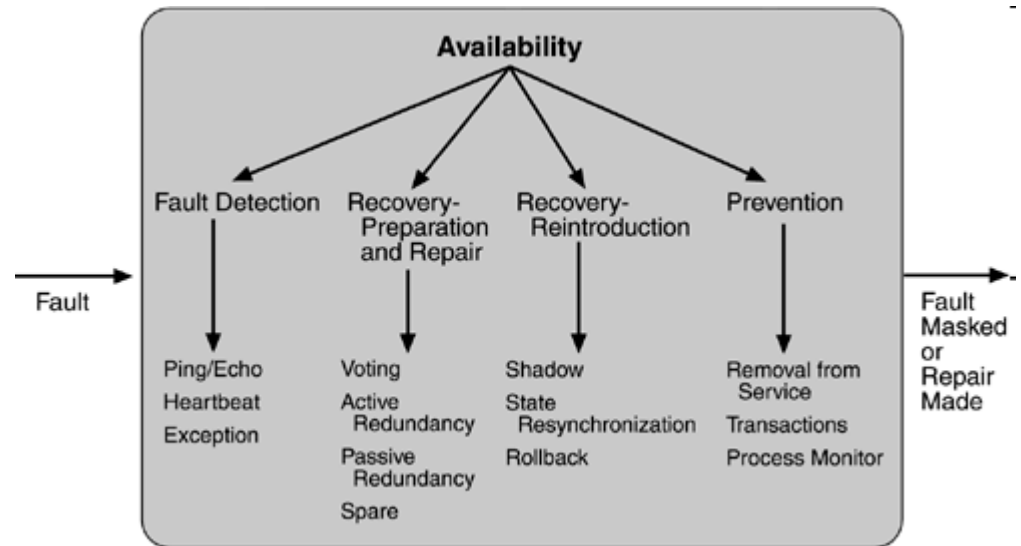 Availability
Fault Detection
Recovery-
Preparation
and Repair
Recovery-
Reintroduction
Prevention
Fault
Fault
Masked
or
Repair
Made
Ping/Echo
Heartbeat
Exception
Voting
Active
Redundancy
Passive
Redundancy
Spare
Shadow
State
Resynchronization
Rollback
Removal from
Service
Transactions
Process Monitor